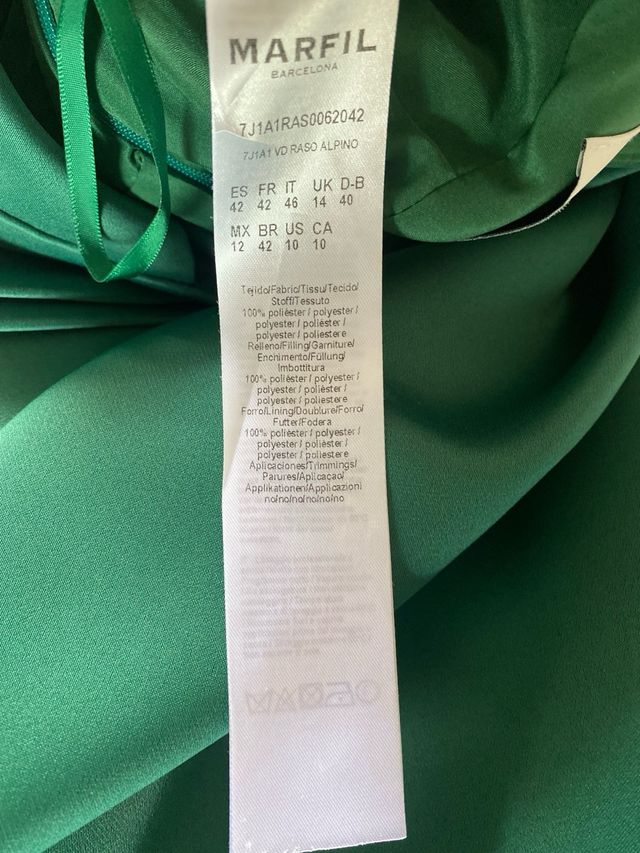 MARFIL
BARCELONA
7J1A1RAS0062042
7J1A1 VD RASO ALPINO
ES FR IT UK D-B
42 42 46 14 40
MX BR US CA
12 42 10 10
Tejido/Fabric/Tissu/Tecido/
Stoff/Tessuto
100% poliéster / polyester /
polyester / poliéster /
polyester / poliestere
Relleno/Filling/Garniture/
Enchimento/Füllung/
Imbottitura
100% poliéster / polyester /
polyester / poliéster /
polyester / poliestere
Forro/Lining/Doublure/Forro/
Futter/Fodera
100% poliéster / polyester /
polyester / poliéster /
polyester / poliestere
Aplicaciones/Trimmings/
Parures/Aplicacao/
Applikationen/Applicazioni
no/no/no/no/no/no